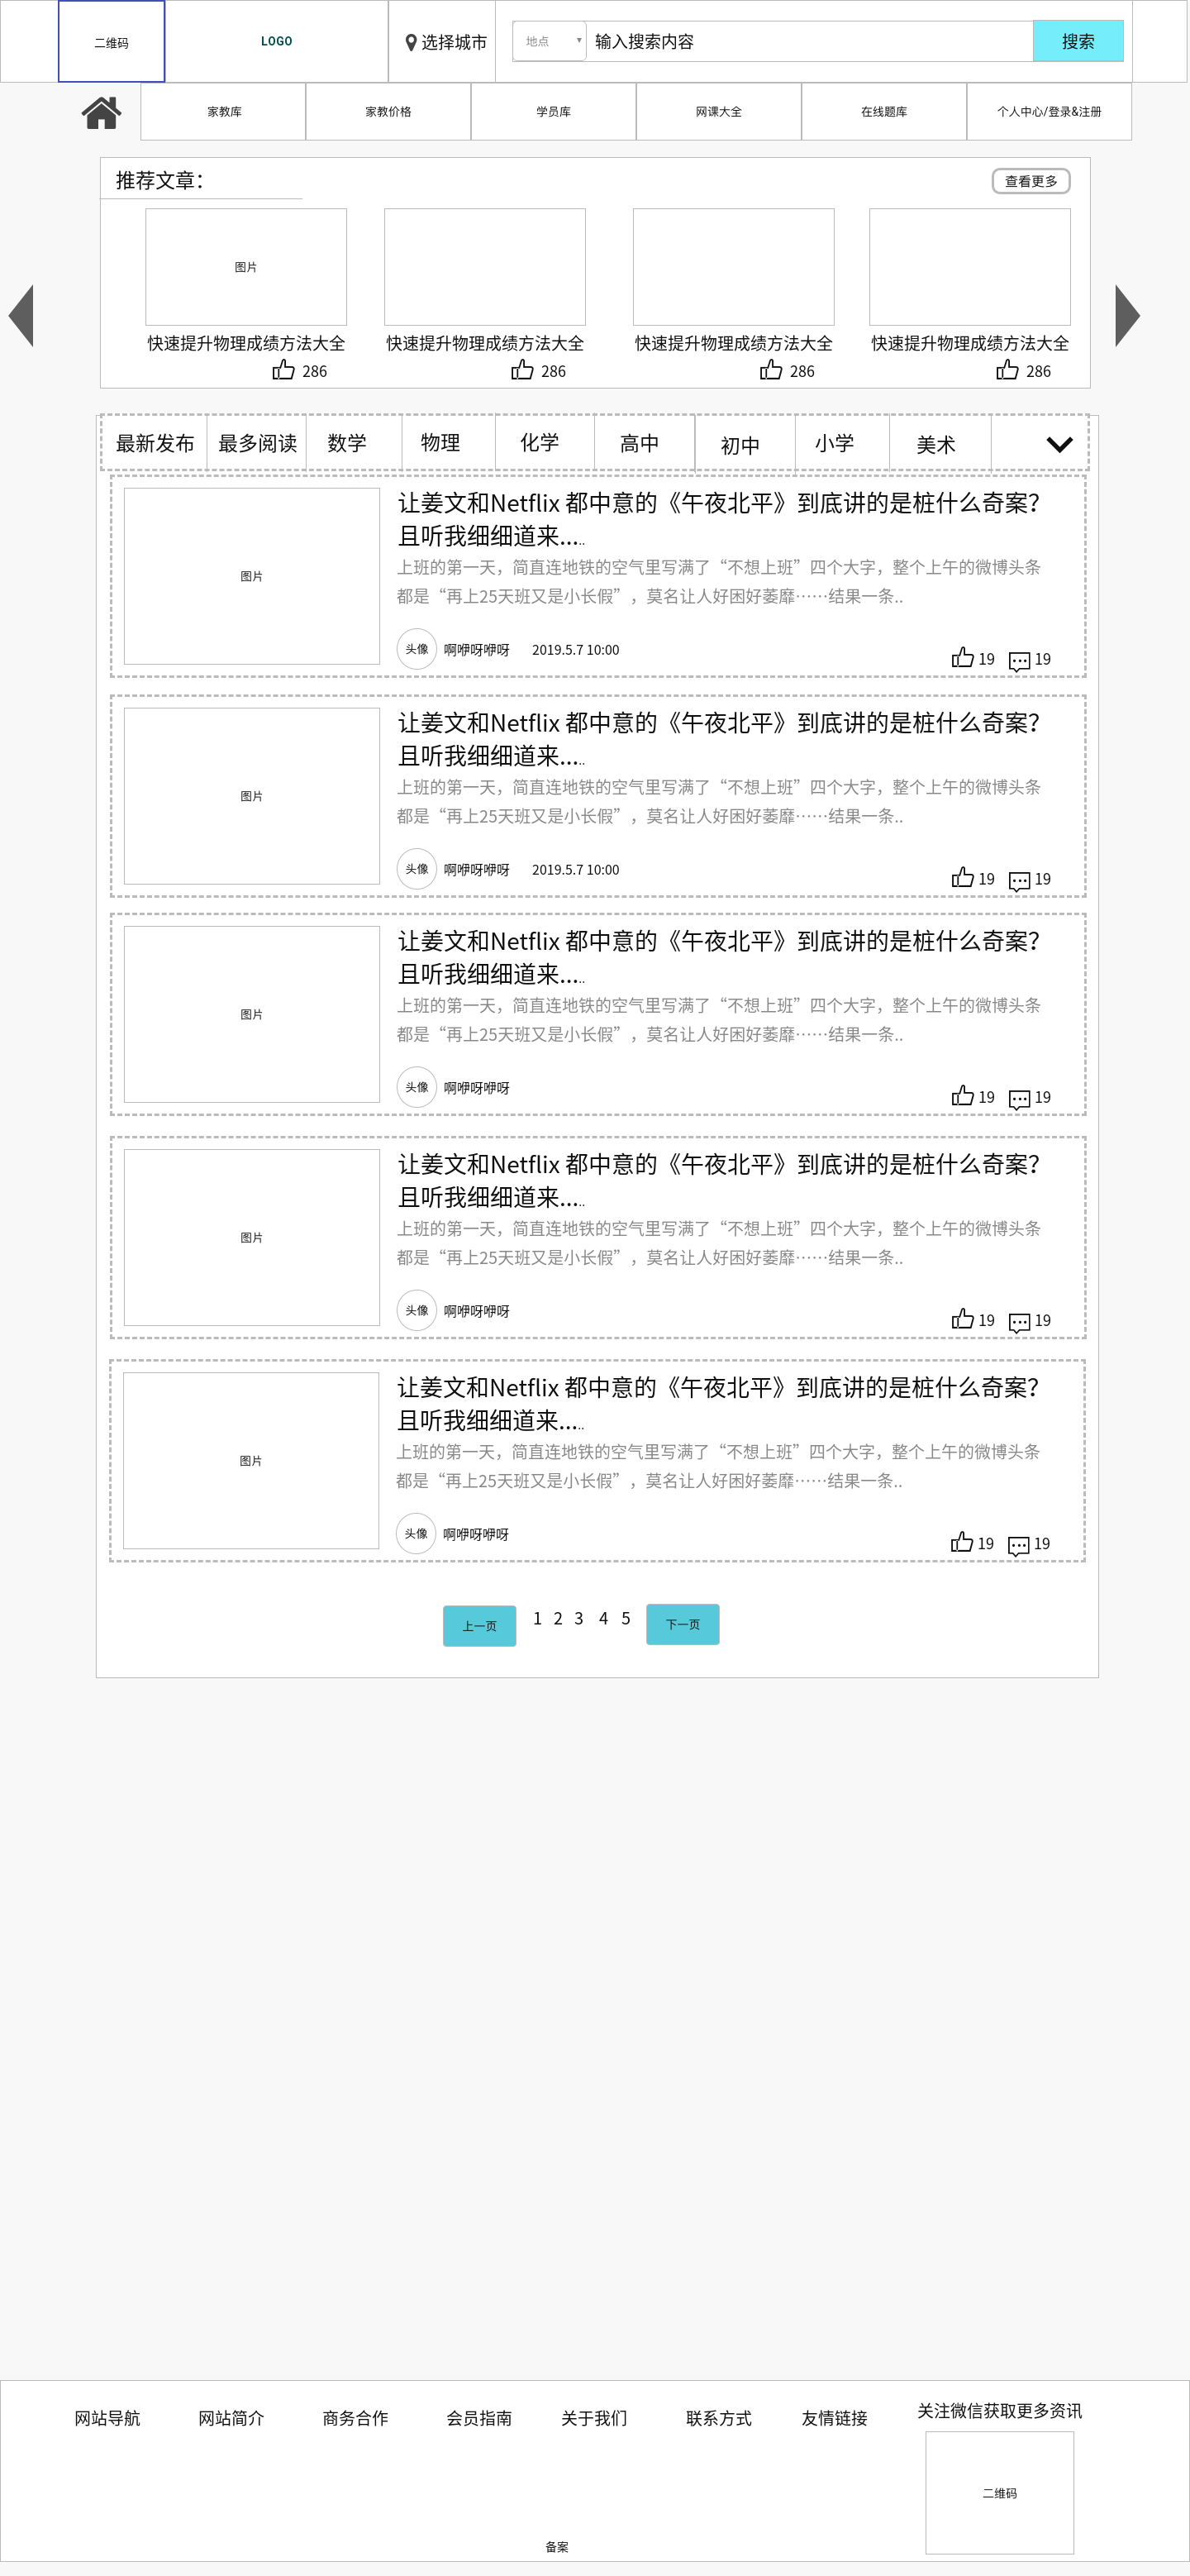 二维码
LOGO
选择城市
地点
输入搜索内容
搜索
家教库
家教价格
学员库
网课大全
在线题库
个人中心/登录&注册
推荐文章：
查看更多
图片
快速提升物理成绩方法大全
快速提升物理成绩方法大全
快速提升物理成绩方法大全
快速提升物理成绩方法大全
286
286
286
286
最新发布
最多阅读
数学
物理
化学
高中
初中
小学
美术
图片
让姜文和Netflix 都中意的《午夜北平》到底讲的是桩什么奇案？
且听我细细道来.....
上班的第一天，简直连地铁的空气里写满了“不想上班”四个大字，整个上午的微博头条
都是“再上25天班又是小长假”，莫名让人好困好萎靡……结果一条..
头像
啊咿呀咿呀
2019.5.7 10:00
19
19
图片
让姜文和Netflix 都中意的《午夜北平》到底讲的是桩什么奇案？
且听我细细道来.....
上班的第一天，简直连地铁的空气里写满了“不想上班”四个大字，整个上午的微博头条
都是“再上25天班又是小长假”，莫名让人好困好萎靡……结果一条..
头像
啊咿呀咿呀
2019.5.7 10:00
19
19
图片
让姜文和Netflix 都中意的《午夜北平》到底讲的是桩什么奇案？
且听我细细道来.....
上班的第一天，简直连地铁的空气里写满了“不想上班”四个大字，整个上午的微博头条
都是“再上25天班又是小长假”，莫名让人好困好萎靡……结果一条..
头像
啊咿呀咿呀
19
19
图片
让姜文和Netflix 都中意的《午夜北平》到底讲的是桩什么奇案？
且听我细细道来.....
上班的第一天，简直连地铁的空气里写满了“不想上班”四个大字，整个上午的微博头条
都是“再上25天班又是小长假”，莫名让人好困好萎靡……结果一条..
头像
啊咿呀咿呀
19
19
图片
让姜文和Netflix 都中意的《午夜北平》到底讲的是桩什么奇案？
且听我细细道来.....
上班的第一天，简直连地铁的空气里写满了“不想上班”四个大字，整个上午的微博头条
都是“再上25天班又是小长假”，莫名让人好困好萎靡……结果一条..
头像
啊咿呀咿呀
19
19
上一页
1 2 3 4 5
下一页
网站导航
网站简介
商务合作
会员指南
关于我们
联系方式
友情链接
关注微信获取更多资讯
二维码
备案